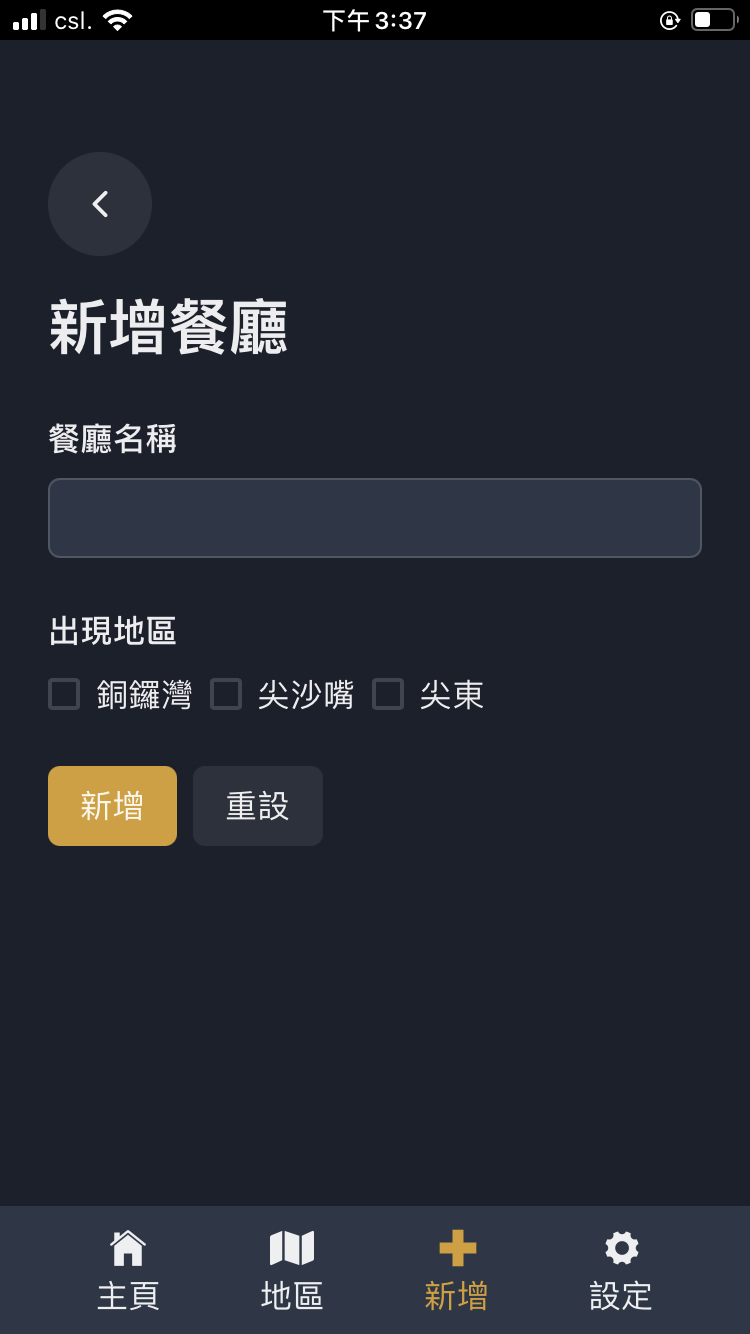 csl. 下午3:37
新增餐廳
餐廳名稱
出現地區
銅鑼灣 尖沙嘴 尖東
新增 重設
主頁 地區 新增 設定